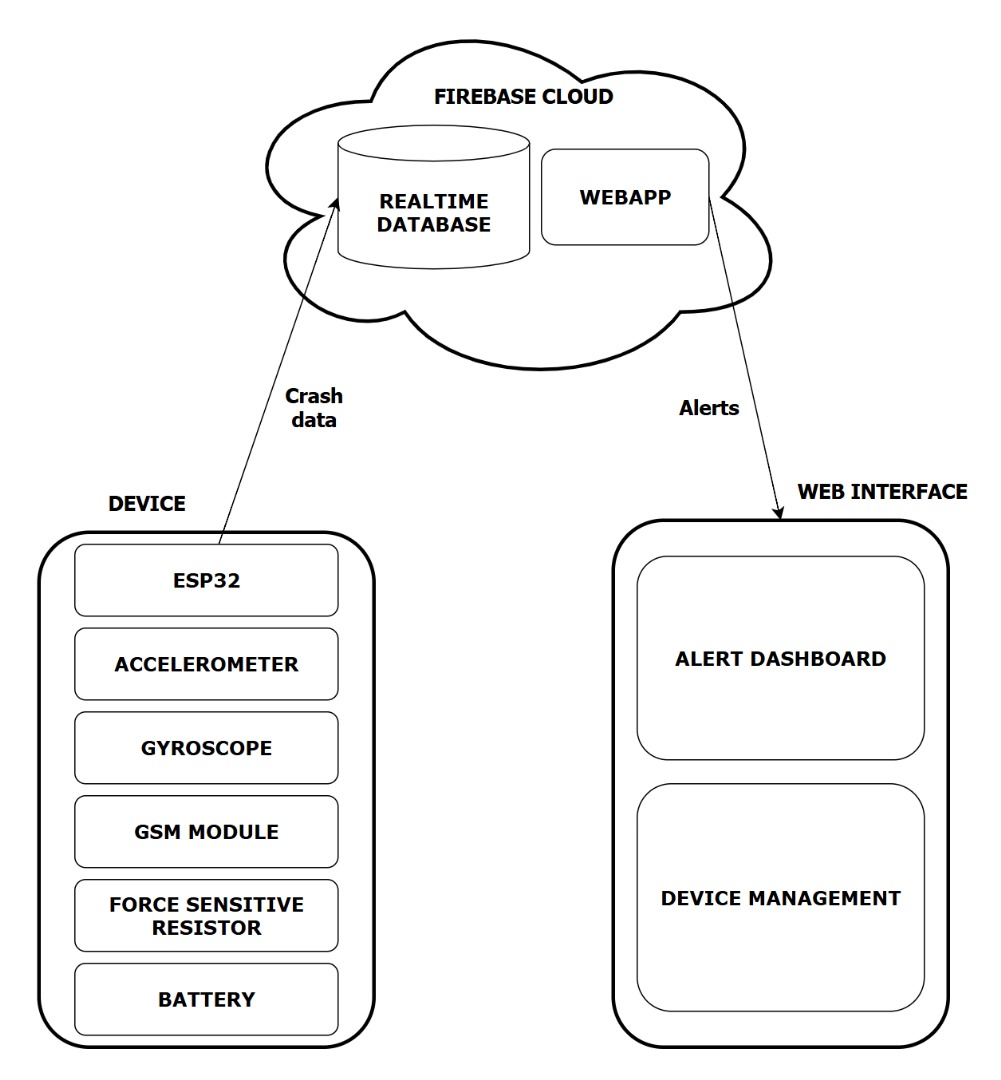 FIREBASE CLOUD
REALTIME
DATABASE
WEBAPP
Crash
data
Alerts
DEVICE
WEB INTERFACE
ESP32
ACCELEROMETER
GYROSCOPE
GSM MODULE
FORCE SENSITIVE
RESISTOR
BATTERY
ALERT DASHBOARD
DEVICE MANAGEMENT